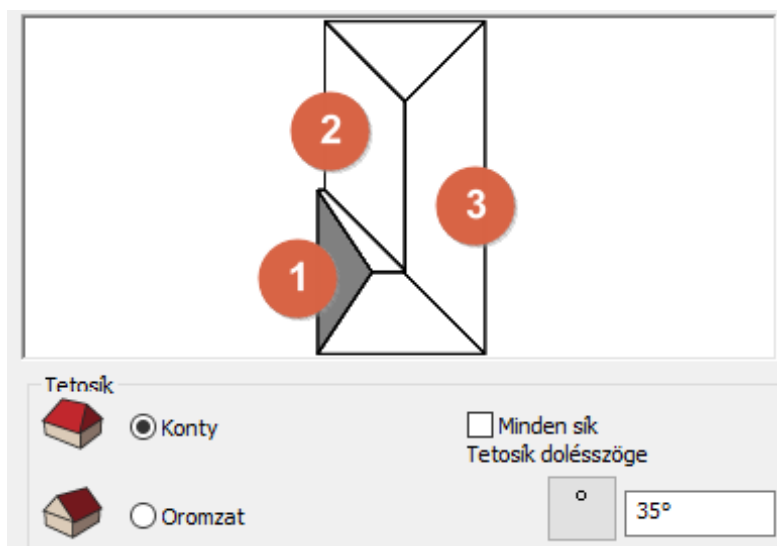 2
3
1
Tetosík
Konty
Minden sík
Tetosík dolésszöge
Oromzat
°
35°